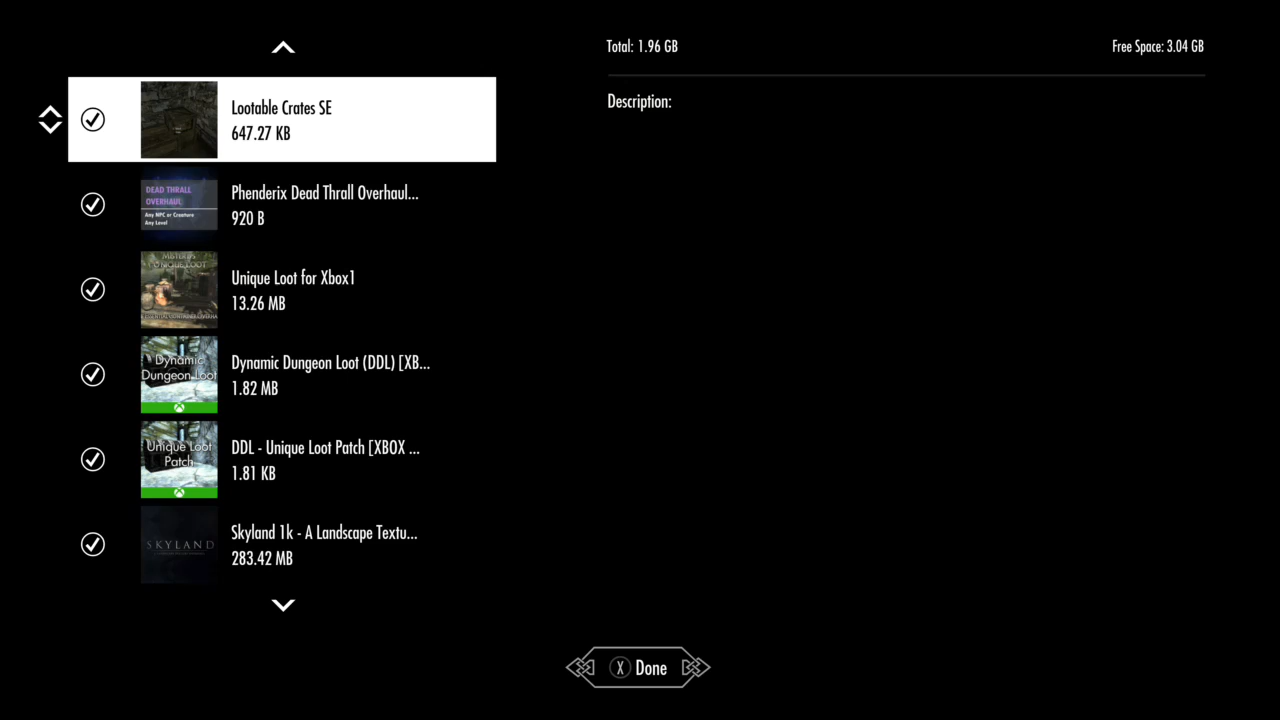 Total: 1.96 GB
Free Space: 3.04 GB
Description:
Lootable Crates SE
647.27 KB
DEAD THRALL
OVERHAUL
Any NPC or Creature
Any Level
Phenderix Dead Thrall Overhaul...
920 B
UNIQUE LOOT
Unique Loot for Xbox1
13.26 MB
Dynamic
Dungeon Loot
Dynamic Dungeon Loot (DDL) [XB...
1.82 MB
Unique Loot
Patch
DDL - Unique Loot Patch [XBOX ...
1.81 KB
SKYLAND
Skyland 1k - A Landscape Textu...
283.42 MB
X Done